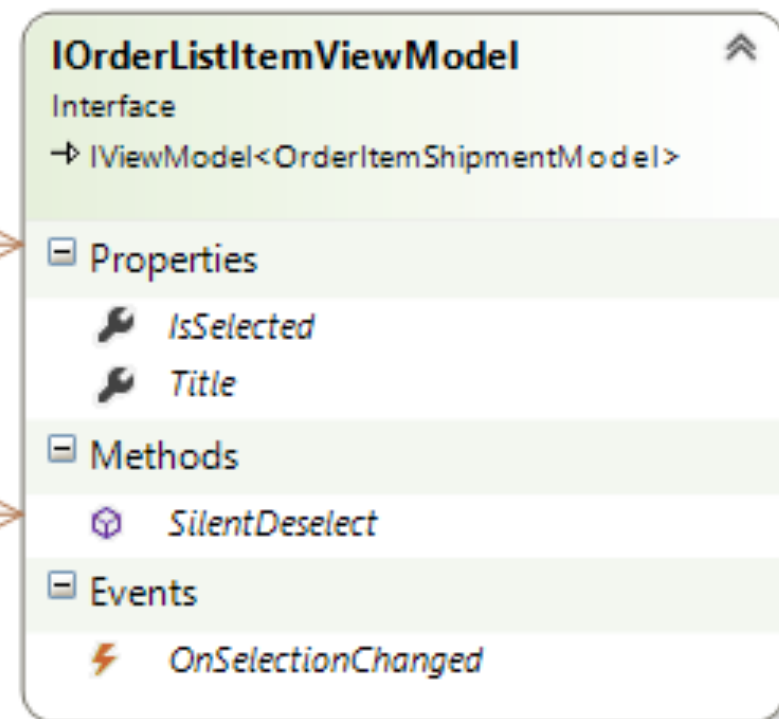 IOrderListItemViewModel
Interface
IViewModel<OrderItemShipmentModel>
Properties
IsSelected
Title
Methods
SilentDeselect
Events
OnSelectionChanged